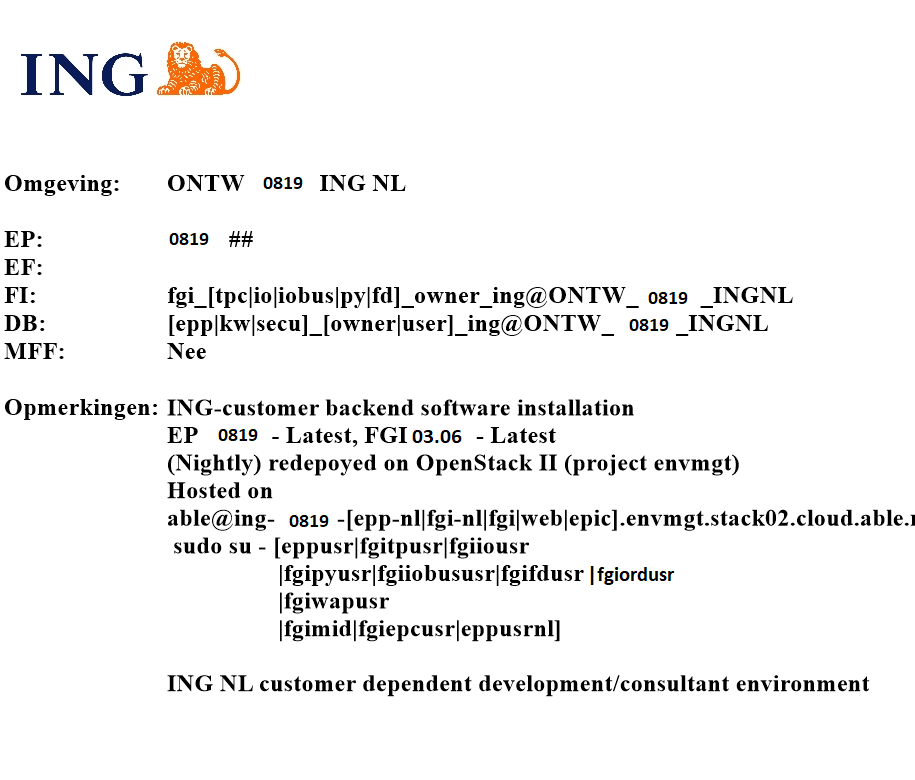 ING
Omgeving: ONTW 0819 ING NL
EP: 0819 ##
EF:
FI: fgi_[tpc|io|iobus|py|fd]_owner_ing@ONTW_ 0819 _INGNL
DB: [epp|kw|secu]_[owner|user]_ing@ONTW_ 0819 _INGNL
MFF: Nee
Opmerkingen: ING-customer backend software installation
EP 0819 - Latest, FGI 03.06 - Latest
(Nightly) redepoyed on OpenStack II (project envmgt)
Hosted on
able@ing- 0819 -[epp-nl|fgi-nl|fgi|web|epic].envmgt.stack02.cloud.able.
sudo su - [eppusr|fgitpusr|fgiiousr
|fgipyusr|fgiiobususr|fgifdusr |fgiordusr
|fgiwapusr
|fgimid|fgiepcusr|eppusrnl]
ING NL customer dependent development/consultant environment